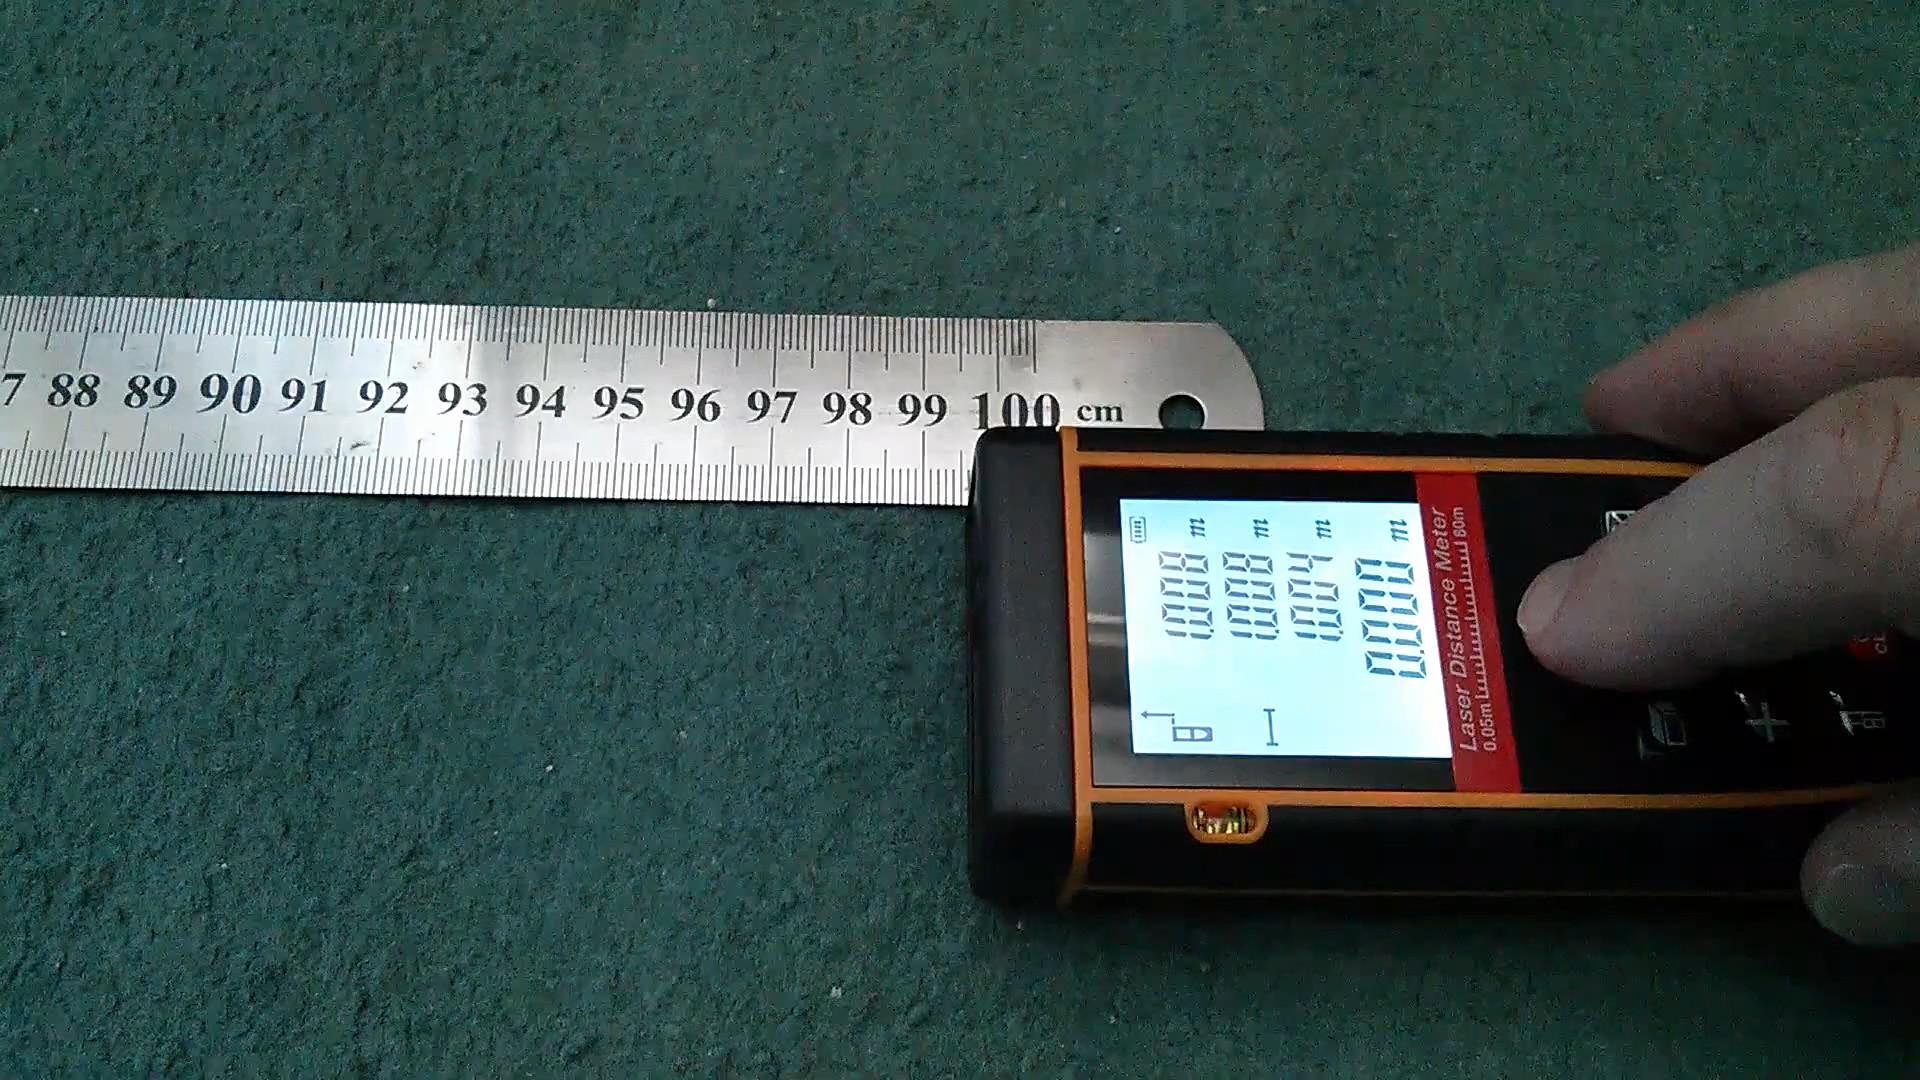 7 88 89 90 91 92 93 94 95 96 97 98 99 100 cm
1.008 m
1.008 m
1.004 m
0.000 m
Laser Distance Meter
0.05m 60m